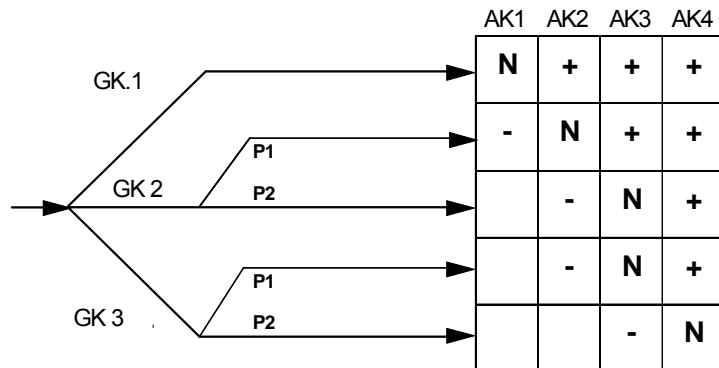 AK1 AK2 AK3 AK4
GK.1 N + + +
P1 - N + +
GK 2 P2 - N +
P1 - N +
GK 3 P2 - N